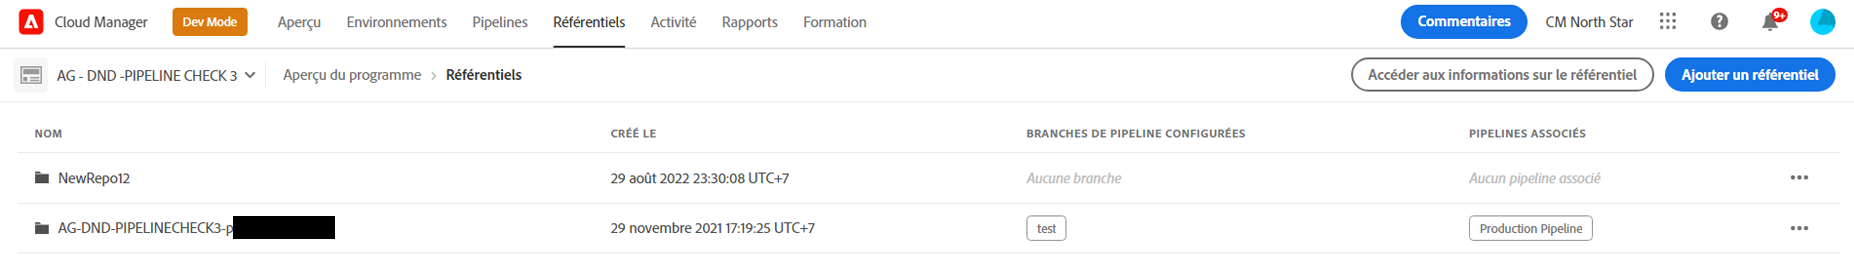 Cloud Manager Dev Mode Aperçu Environnements Pipelines Référentiels Activité Rapports Formation Commentaires CM North Star 9+
AG - DND -PIPELINE CHECK 3 Aperçu du programme > Référentiels Accéder aux informations sur le référentiel Ajouter un référentiel
NOM CRÉÉ LE BRANCHES DE PIPELINE CONFIGURÉES PIPELINES ASSOCIÉS
NewRepo12 29 août 2022 23:30:08 UTC+7 Aucune branche Aucun pipeline associé
AG-DND-PIPELINECHECK3-p 29 novembre 2021 17:19:25 UTC+7 test Production Pipeline